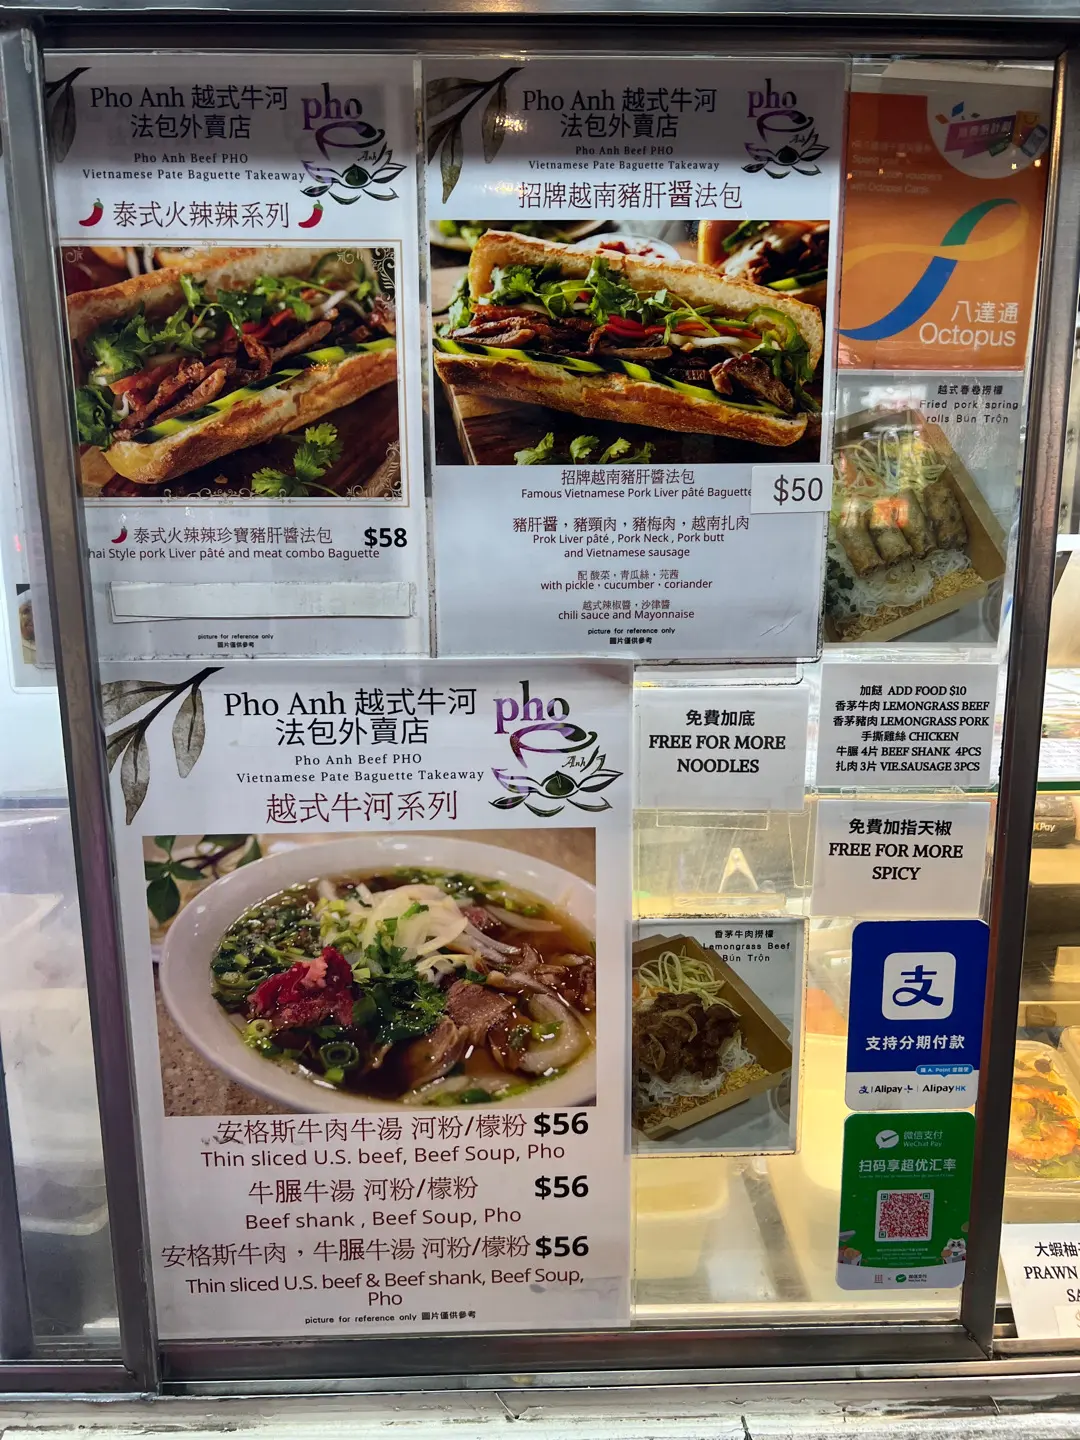 Pho Anh 越式牛河
法包外賣店
pho
Anh
Pho Anh Beef PHO
Vietnamese Pate Baguette Takeaway
泰式火辣辣系列
泰式火辣辣珍寶豬肝醬法包 $58
hai Style pork Liver pâté and meat combo Baguette
picture for reference only
圖片僅供參考
Pho Anh 越式牛河
法包外賣店
pho
Anh
Pho Anh Beef PHO
Vietnamese Pate Baguette Takeaway
招牌越南豬肝醬法包
招牌越南豬肝醬法包
Famous Vietnamese Pork Liver pâté Baguette
$50
豬肝醬，豬頸肉，豬梅肉，越南扎肉
Prok Liver pâté , Pork Neck , Pork butt
and Vietnamese sausage
配 酸菜，青瓜絲，芫茜
with pickle，cucumber，coriander
越式辣椒醬，沙律醬
chili sauce and Mayonnaise
picture for reference only
圖片僅供參考
消費券計劃
with Octopus Cards
八達通
Octopus
越式春卷撈檬
Fried pork spring
rolls Bún Trộn
Pho Anh 越式牛河
法包外賣店
pho
Anh
Pho Anh Beef PHO
Vietnamese Pate Baguette Takeaway
越式牛河系列
安格斯牛肉牛湯 河粉/檬粉 $56
Thin sliced U.S. beef, Beef Soup, Pho
牛𦟌牛湯 河粉/檬粉 $56
Beef shank , Beef Soup, Pho
安格斯牛肉，牛𦟌牛湯 河粉/檬粉 $56
Thin sliced U.S. beef & Beef shank, Beef Soup,
Pho
picture for reference only 圖片僅供參考
免費加底
FREE FOR MORE
NOODLES
加餸 ADD FOOD $10
香茅牛肉 LEMONGRASS BEEF
香茅豬肉 LEMONGRASS PORK
手撕雞絲 CHICKEN
牛𦟌 4片 BEEF SHANK 4PCS
扎肉 3片 VIE.SAUSAGE 3PCS
免費加指天椒
FREE FOR MORE
SPICY
香茅牛肉撈檬
Lemongrass Beef
Bún Trộn
支
支持分期付款
Alipay+ | AlipayHK
微信支付
WeChat Pay
扫码享超优汇率
KPay
大蝦柚
PRAWN
SA